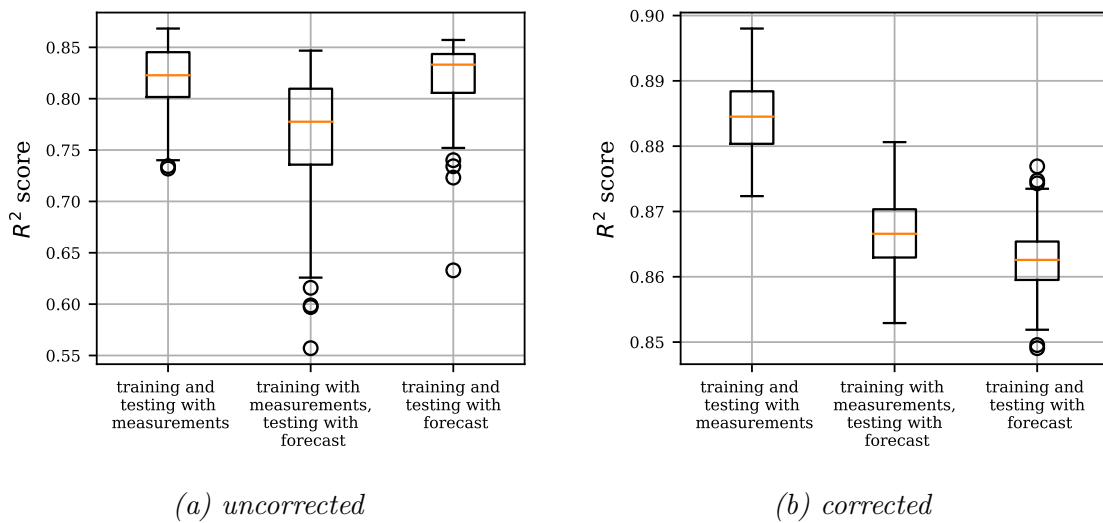 0.85
0.80
0.75
0.70
0.65
0.60
0.55
R² score
training and
testing with
measurements
training with
measurements,
testing with
forecast
training and
testing with
forecast
(a) uncorrected
0.90
0.89
0.88
0.87
0.86
0.85
R² score
training and
testing with
measurements
training with
measurements,
testing with
forecast
training and
testing with
forecast
(b) corrected